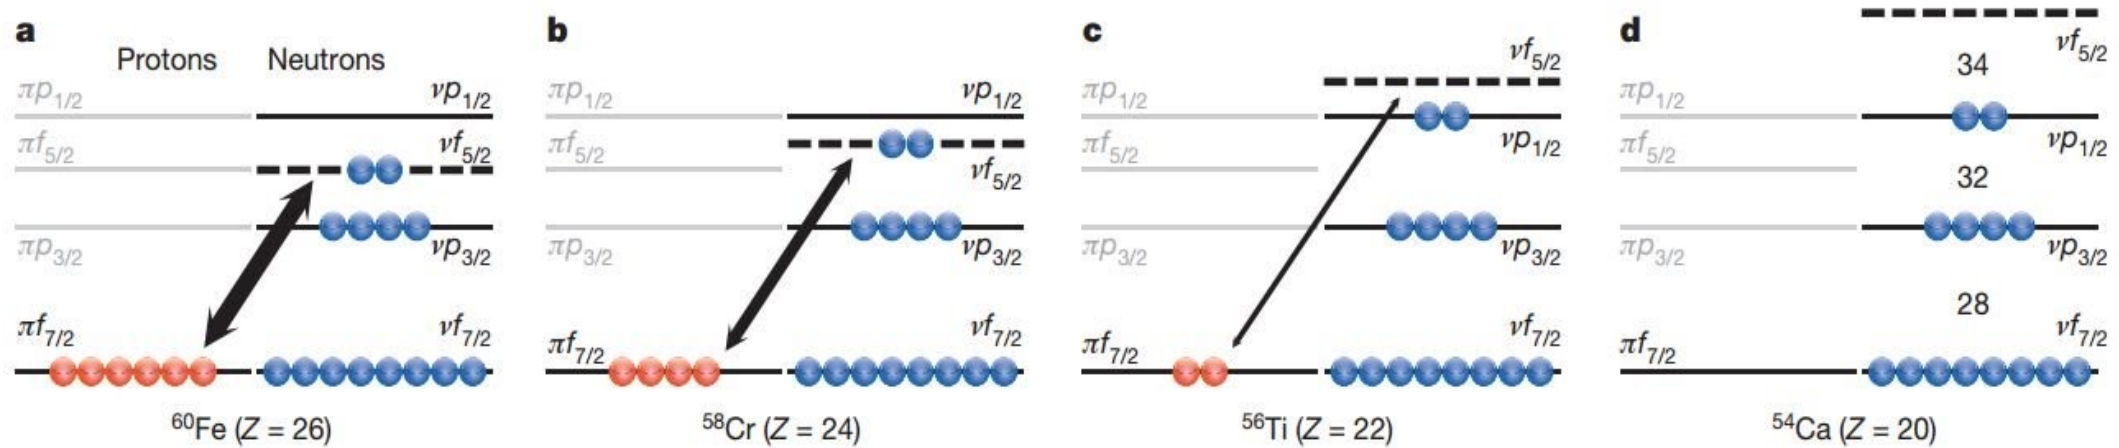 a
Protons Neutrons
πp1/2
νp1/2
πf5/2
νf5/2
πp3/2
νp3/2
πf7/2
νf7/2
⁶⁰Fe (Z = 26)
b
πp1/2
νp1/2
πf5/2
νf5/2
πp3/2
νp3/2
πf7/2
νf7/2
⁵⁸Cr (Z = 24)
c
νf5/2
πp1/2
νp1/2
πf5/2
πp3/2
νp3/2
πf7/2
νf7/2
⁵⁶Ti (Z = 22)
d
νf5/2
34
πp1/2
νp1/2
πf5/2
32
πp3/2
νp3/2
28
πf7/2
νf7/2
⁵⁴Ca (Z = 20)